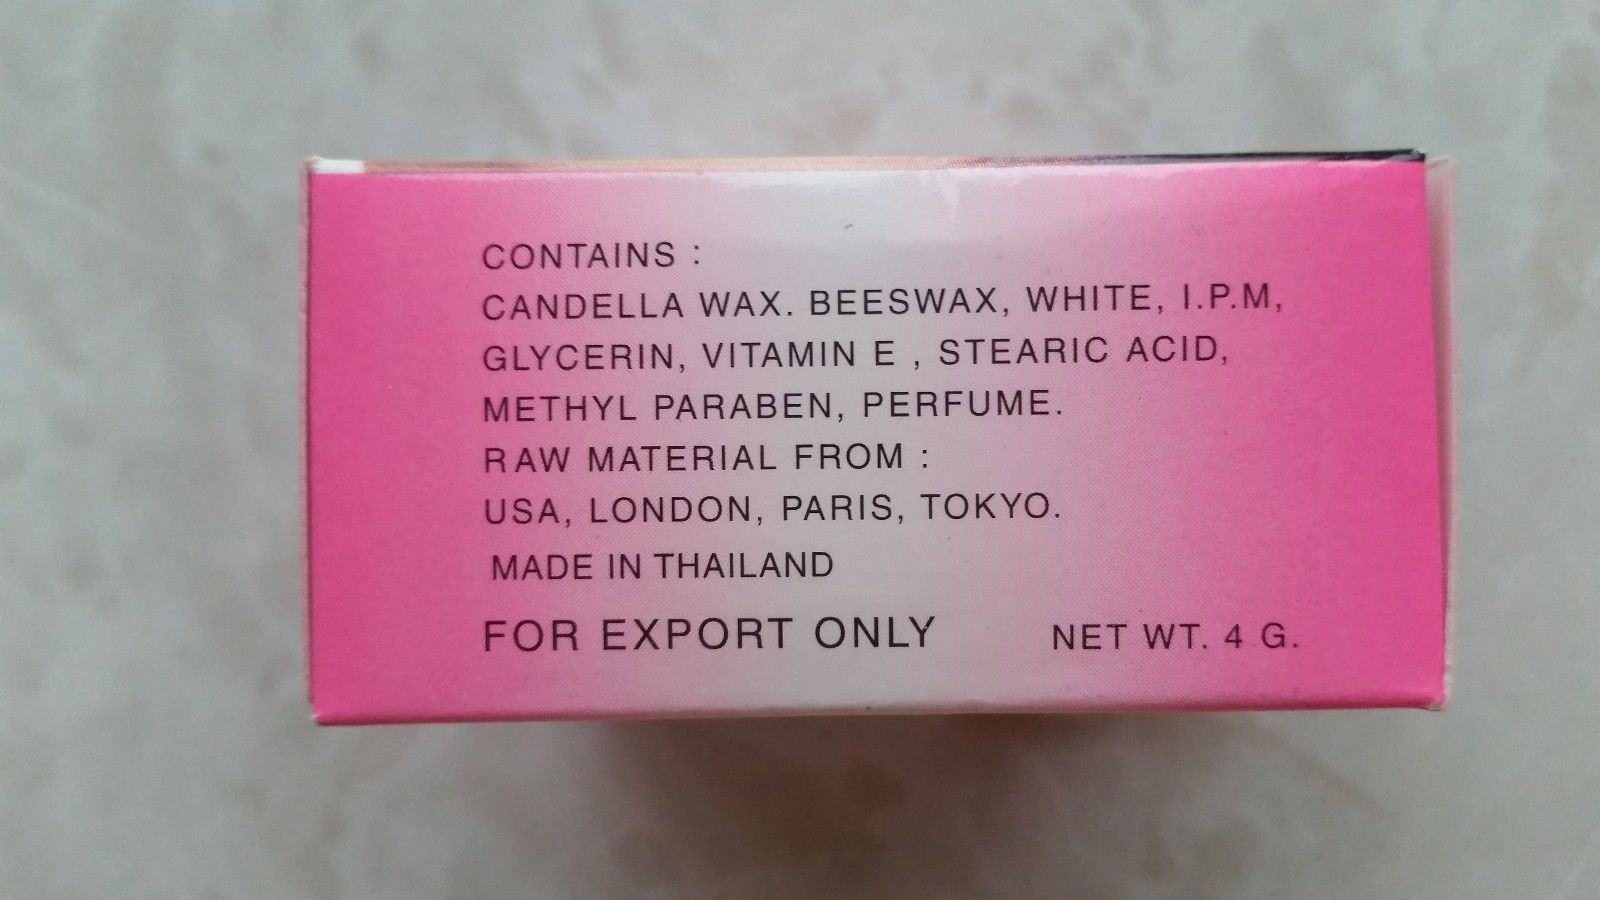 CONTAINS :
CANDELLA WAX. BEESWAX, WHITE, I.P.M,
GLYCERIN, VITAMIN E , STEARIC ACID,
METHYL PARABEN, PERFUME.
RAW MATERIAL FROM :
USA, LONDON, PARIS, TOKYO.
MADE IN THAILAND
FOR EXPORT ONLY NET WT. 4 G.